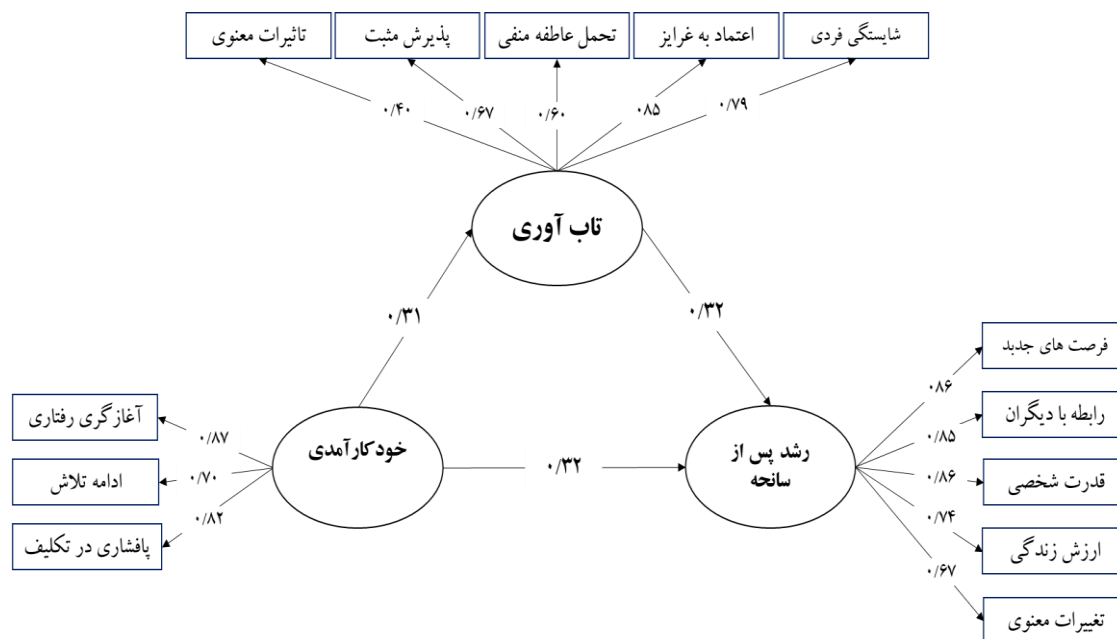 شایستگی فردی
اعتماد به غرایز
تحمل عاطفه منفی
پذیرش مثبت
تاثیرات معنوی
۰/۷۹
۰۸۵
۰/۶۰
۰/۶۷
۰/۴۰
تاب آوری
۰/۳۱
۰/۳۲
فرصت های جدبد
رابطه با دیگران
قدرت شخصی
ارزش زندگی
تغییرات معنوی
۰۸۶
۰/۸۵
۰/۸۶
۰/۷۴
۰/۶۷
رشد پس از
سانحه
۰/۳۲
خودکارآمدی
۰/۸۷
۰/۷۰
۰/۸۲
آغازگری رفتاری
ادامه تلاش
پافشاری در تکلیف